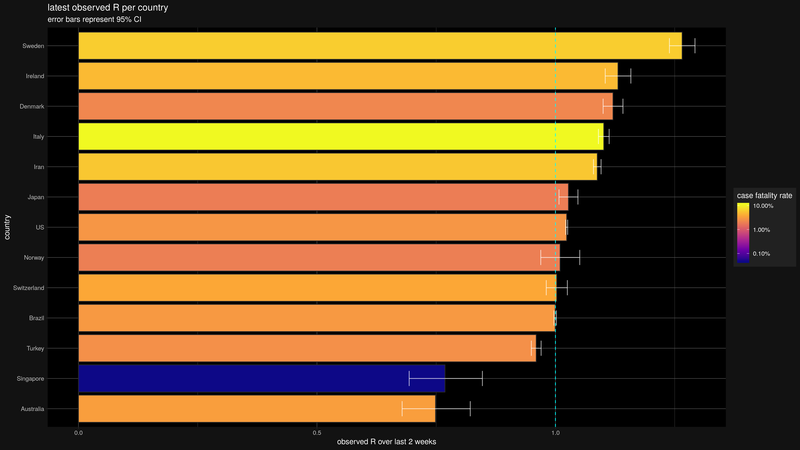 latest observed R per country
error bars represent 95% CI
country
Sweden
Ireland
Denmark
Italy
Iran
Japan
US
Norway
Switzerland
Brazil
Turkey
Singapore
Australia
0.0
0.5
1.0
observed R over last 2 weeks
case fatality rate
10.00%
1.00%
0.10%